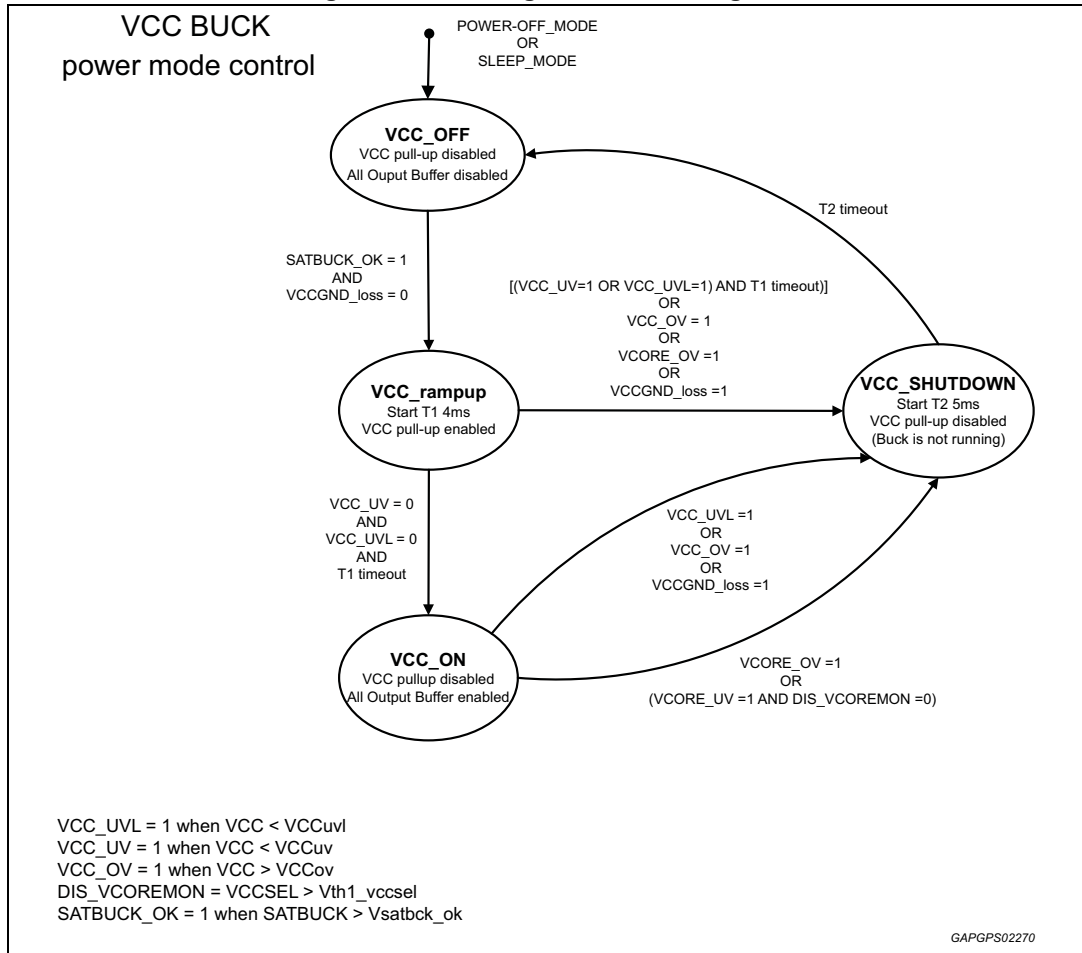 VCC BUCK
power mode control
POWER-OFF_MODE
OR
SLEEP_MODE
VCC_OFF
VCC pull-up disabled
All Ouput Buffer disabled
T2 timeout
SATBUCK_OK = 1
AND
VCCGND_loss = 0
[(VCC_UV=1 OR VCC_UVL=1) AND T1 timeout)]
OR
VCC_OV = 1
OR
VCORE_OV =1
OR
VCCGND_loss =1
VCC_rampup
Start T1 4ms
VCC pull-up enabled
VCC_SHUTDOWN
Start T2 5ms
VCC pull-up disabled
(Buck is not running)
VCC_UV = 0
AND
VCC_UVL = 0
AND
T1 timeout
VCC_UVL =1
OR
VCC_OV =1
OR
VCCGND_loss =1
VCC_ON
VCC pullup disabled
All Output Buffer enabled
VCORE_OV =1
OR
(VCORE_UV =1 AND DIS_VCOREMON =0)
VCC_UVL = 1 when VCC < VCCuvl
VCC_UV = 1 when VCC < VCCuv
VCC_OV = 1 when VCC > VCCov
DIS_VCOREMON = VCCSEL > Vth1_vccsel
SATBUCK_OK = 1 when SATBUCK > Vsatbck_ok
GAPGPS02270